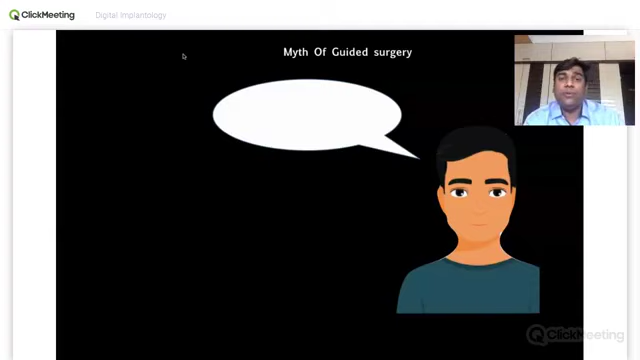 ClickMeeting
Digital Implantology
Myth Of Guided surgery
ClickMeeting